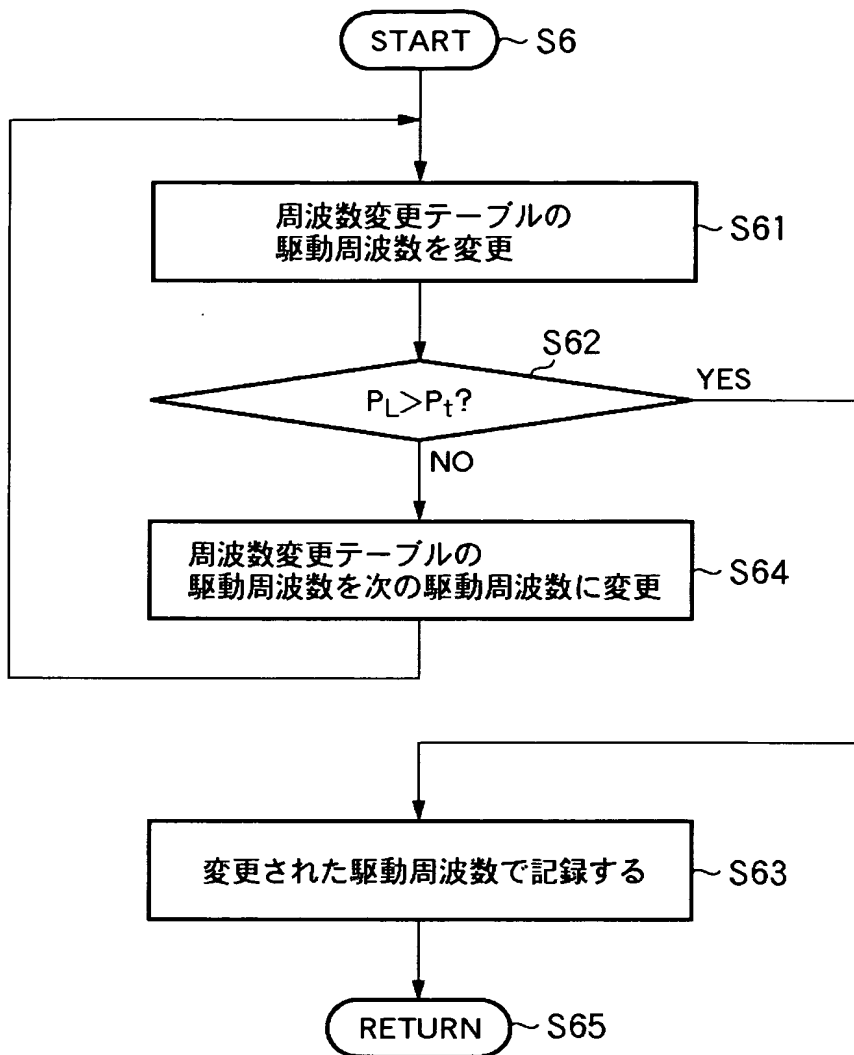 START
S6
周波数変更テーブルの
駆動周波数を変更
S61
S62
PL>Pt?
YES
NO
周波数変更テーブルの
駆動周波数を次の駆動周波数に変更
S64
変更された駆動周波数で記録する
S63
RETURN
S65